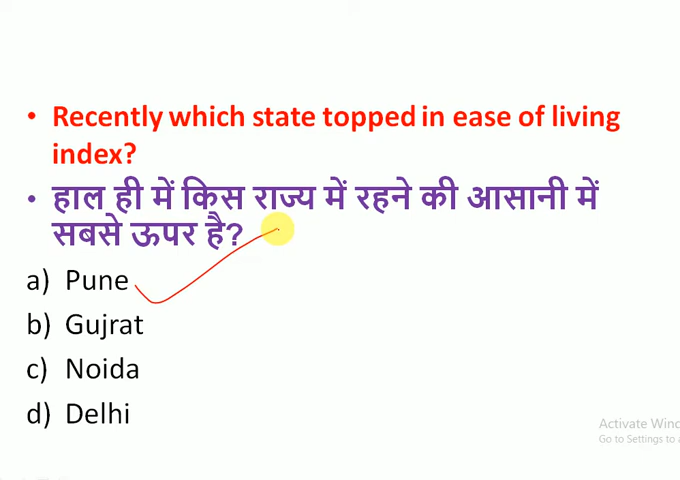 • Recently which state topped in ease of living
index?
• हाल ही में किस राज्य में रहने की आसानी में
सबसे ऊपर है?
a) Pune
b) Gujrat
c) Noida
d) Delhi
Activate Wind
Go to Settings to a